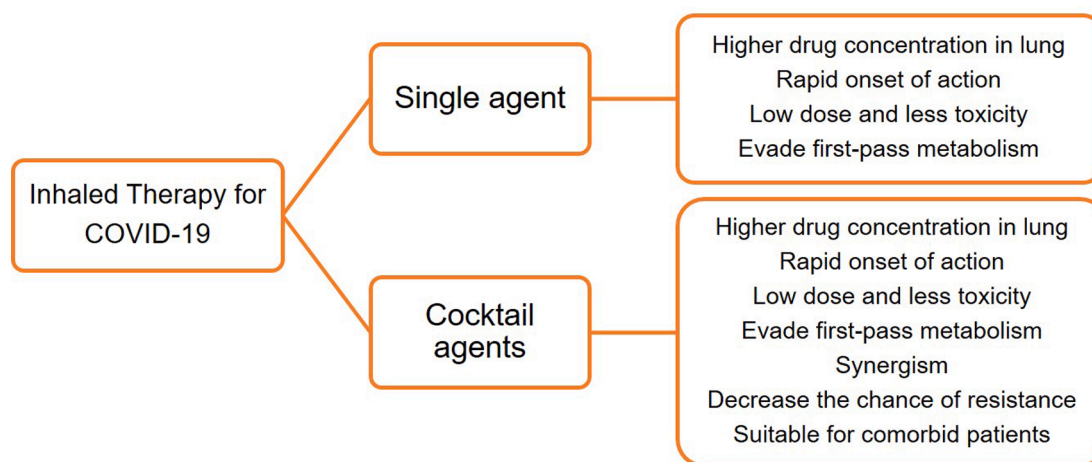 Inhaled Therapy for
COVID-19
Single agent
Higher drug concentration in lung
Rapid onset of action
Low dose and less toxicity
Evade first-pass metabolism
Cocktail
agents
Higher drug concentration in lung
Rapid onset of action
Low dose and less toxicity
Evade first-pass metabolism
Synergism
Decrease the chance of resistance
Suitable for comorbid patients